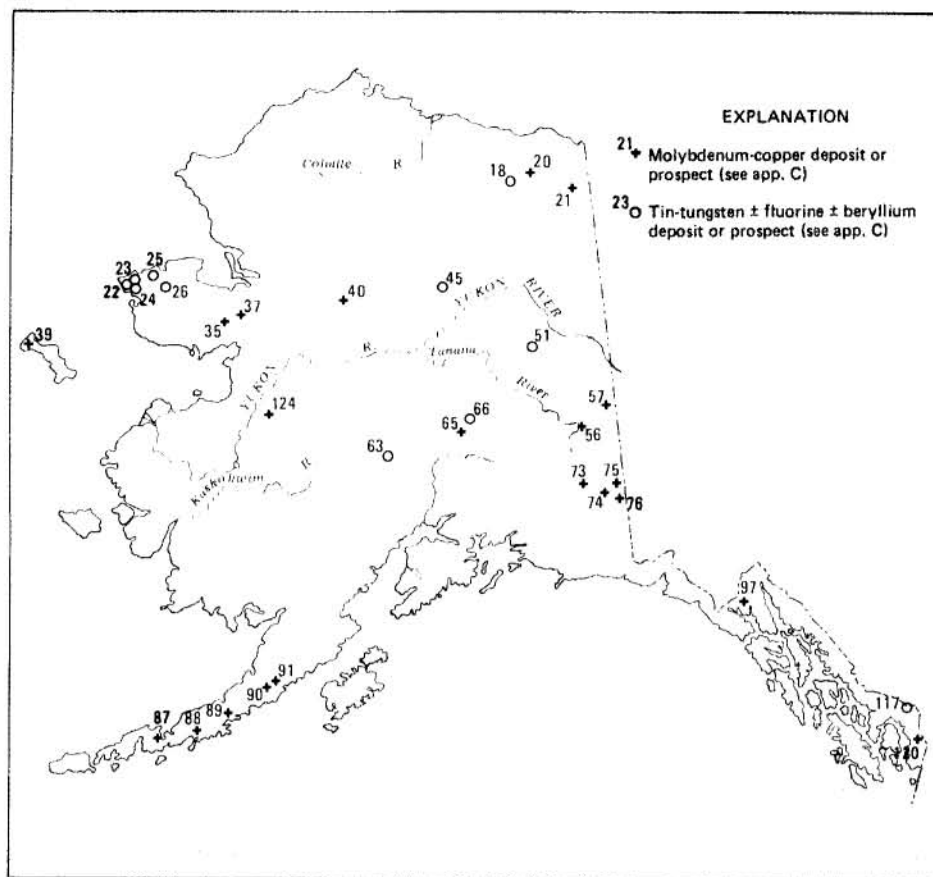 EXPLANATION
21 Molybdenum-copper deposit or
prospect (see app. C)
23 Tin-tungsten ± fluorine ± beryllium
deposit or prospect (see app. C)
Colville R
18
20
21
25
23
22
24
26
45
YUKON RIVER
40
37
35
39
51
R
Tanana
River
YUKON
124
57
66
65
56
63
Kuskokwim R
73
75
74
76
97
91
90
89
88
87
117